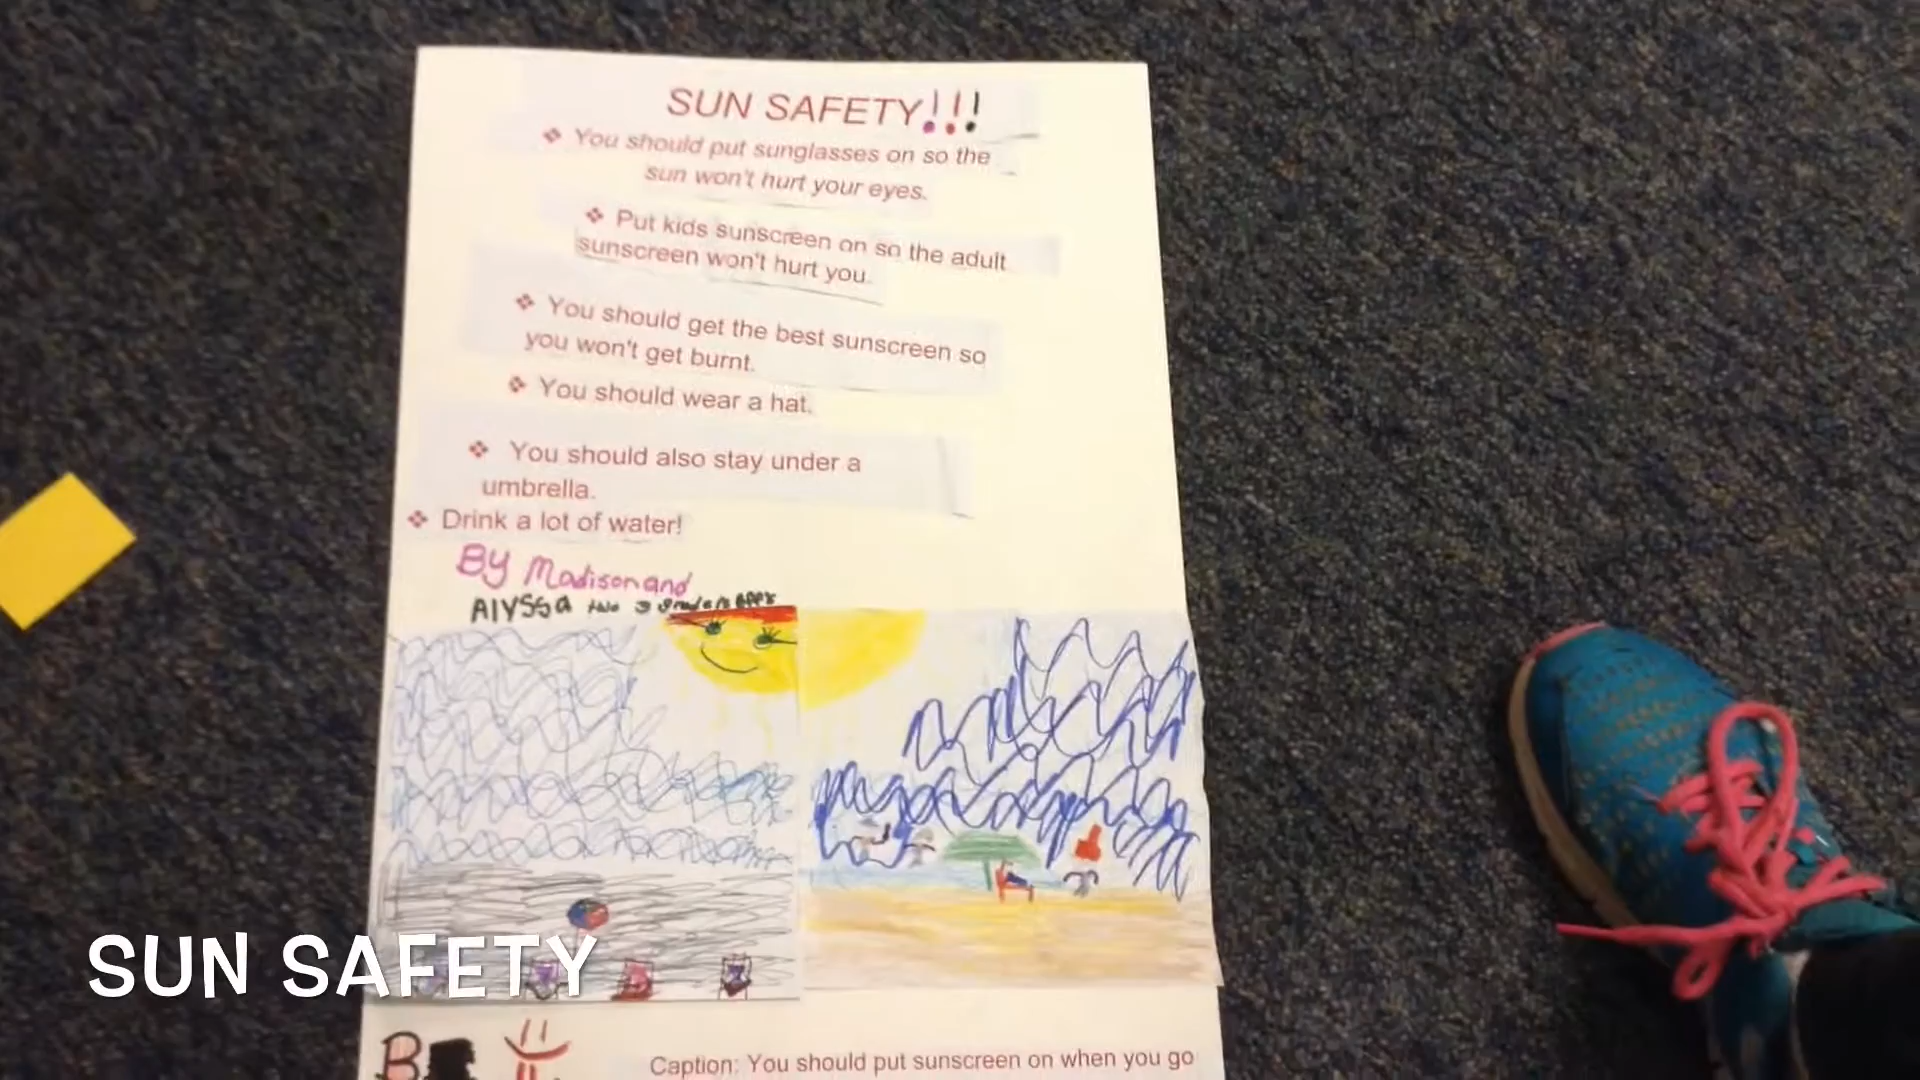 SUN SAFETY!!!
❖ You should put sunglasses on so the
sun won't hurt your eyes.
❖ Put kids sunscreen on so the adult
sunscreen won't hurt you.
❖ You should get the best sunscreen so
you won't get burnt.
❖ You should wear a hat.
❖ You should also stay under a
umbrella.
❖ Drink a lot of water!
By Madison and
Alyssa two 3 graders
SUN SAFETY
Caption: You should put sunscreen on when you go